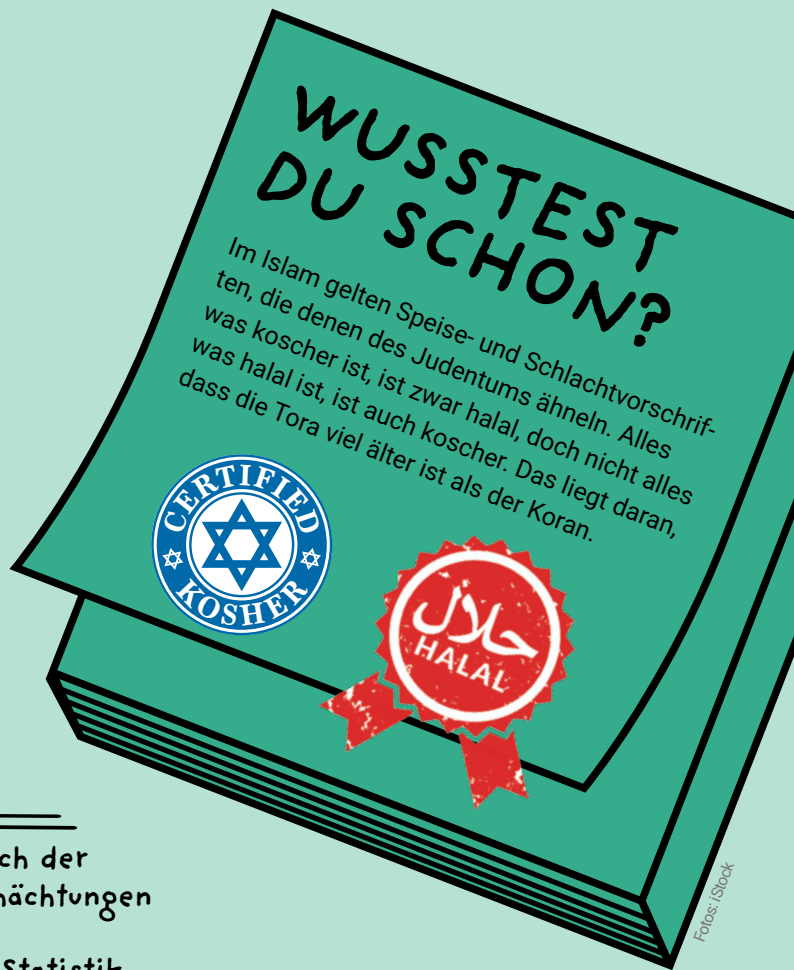 WUSSTEST
DU SCHON?
Im Islam gelten Speise- und Schlachtvorschrif-
ten, die denen des Judentums ähneln. Alles
was koscher ist, ist zwar halal, doch nicht alles
was halal ist, ist auch koscher. Das liegt daran,
dass die Tora viel älter ist als der Koran.
CERTIFIED
KOSHER
حلال
HALAL
ch der
nächtungen
Statistik
Fotos: iStock